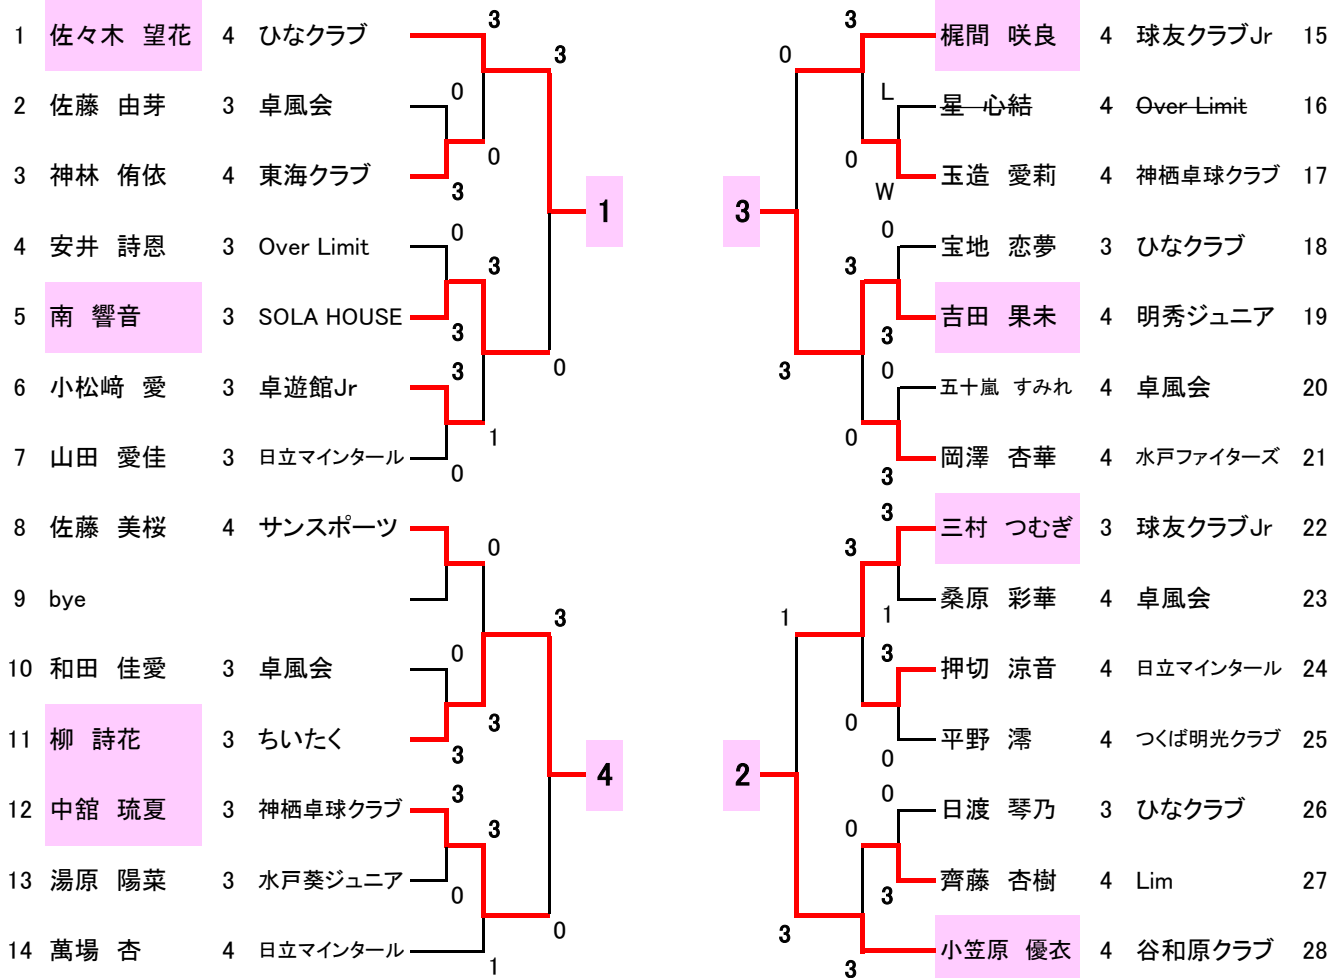 1 佐々木 望花 4 ひなクラブ
2 佐藤 由芽 3 卓風会
3 神林 侑依 4 東海クラブ
4 安井 詩恩 3 Over Limit
5 南 響音 3 SOLA HOUSE
6 小松﨑 愛 3 卓遊館Jr
7 山田 愛佳 3 日立マインタール
8 佐藤 美桜 4 サンスポーツ
9 bye
10 和田 佳愛 3 卓風会
11 柳 詩花 3 ちいたく
12 中舘 琉夏 3 神栖卓球クラブ
13 湯原 陽菜 3 水戸葵ジュニア
14 萬場 杏 4 日立マインタール
3
3
0
0
3
0
3
3
3
0
1
0
1
0
3
0
3
3
3
3
0
0
1
4
3
0
L
0
W
3
0
3
3
3
0
0
3
3
3
1
1
3
0
0
2
0
0
3
3
3
梶間 咲良 4 球友クラブJr 15
星 心結 4 Over Limit 16
玉造 愛莉 4 神栖卓球クラブ 17
宝地 恋夢 3 ひなクラブ 18
吉田 果未 4 明秀ジュニア 19
五十嵐 すみれ 4 卓風会 20
岡澤 杏華 4 水戸ファイターズ 21
三村 つむぎ 3 球友クラブJr 22
桑原 彩華 4 卓風会 23
押切 涼音 4 日立マインタール 24
平野 澪 4 つくば明光クラブ 25
日渡 琴乃 3 ひなクラブ 26
齊藤 杏樹 4 Lim 27
小笠原 優衣 4 谷和原クラブ 28